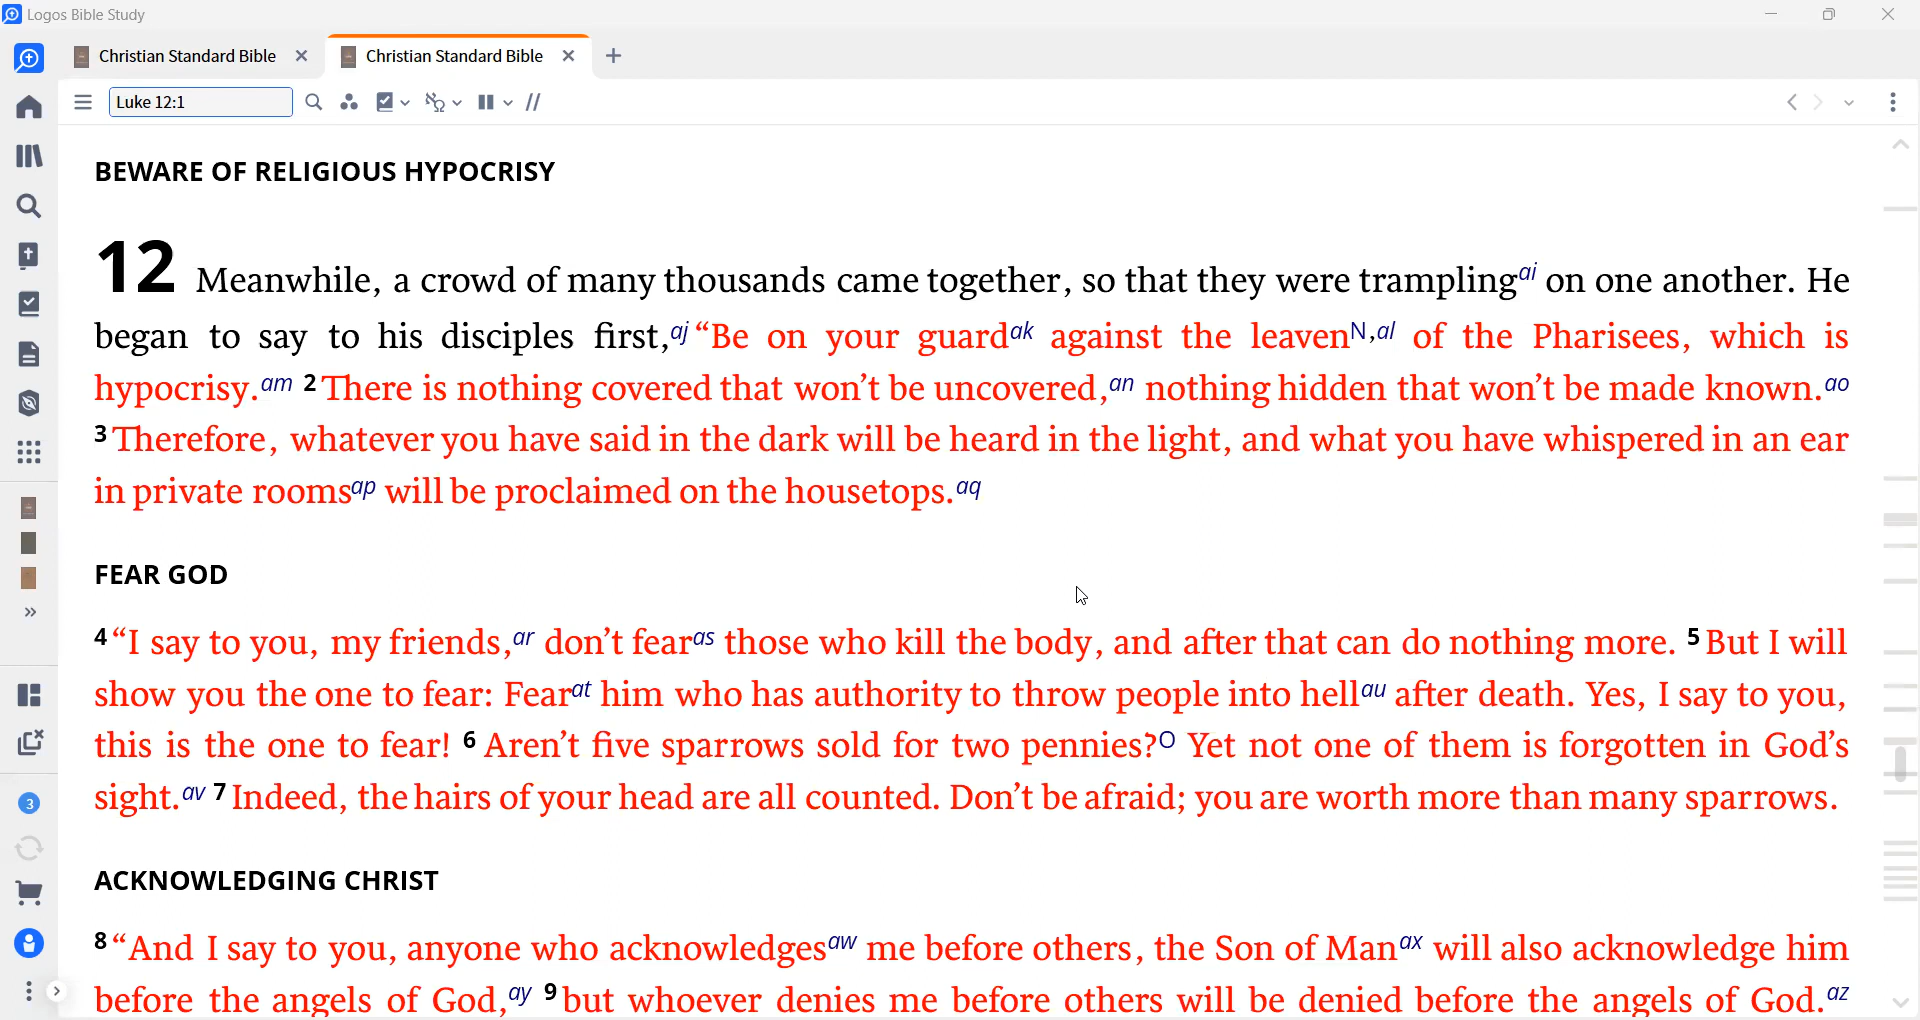 Logos Bible Study
Christian Standard Bible
Christian Standard Bible
Luke 12:1
BEWARE OF RELIGIOUS HYPOCRISY
12 Meanwhile, a crowd of many thousands came together, so that they were trampling ai on one another. He
began to say to his disciples first, aj “Be on your guard ak against the leaven N, al of the Pharisees, which is
hypocrisy. am 2 There is nothing covered that won’t be uncovered, an nothing hidden that won’t be made known. ao
3 Therefore, whatever you have said in the dark will be heard in the light, and what you have whispered in an ear
in private rooms ap will be proclaimed on the housetops. aq
FEAR GOD
4 “I say to you, my friends, ar don’t fear as those who kill the body, and after that can do nothing more. 5 But I will
show you the one to fear: Fear at him who has authority to throw people into hell au after death. Yes, I say to you,
this is the one to fear! 6 Aren’t five sparrows sold for two pennies? O Yet not one of them is forgotten in God’s
sight. av 7 Indeed, the hairs of your head are all counted. Don’t be afraid; you are worth more than many sparrows.
3
ACKNOWLEDGING CHRIST
8 “And I say to you, anyone who acknowledges aw me before others, the Son of Man ax will also acknowledge him
before the angels of God, ay 9 but whoever denies me before others will be denied before the angels of God. az